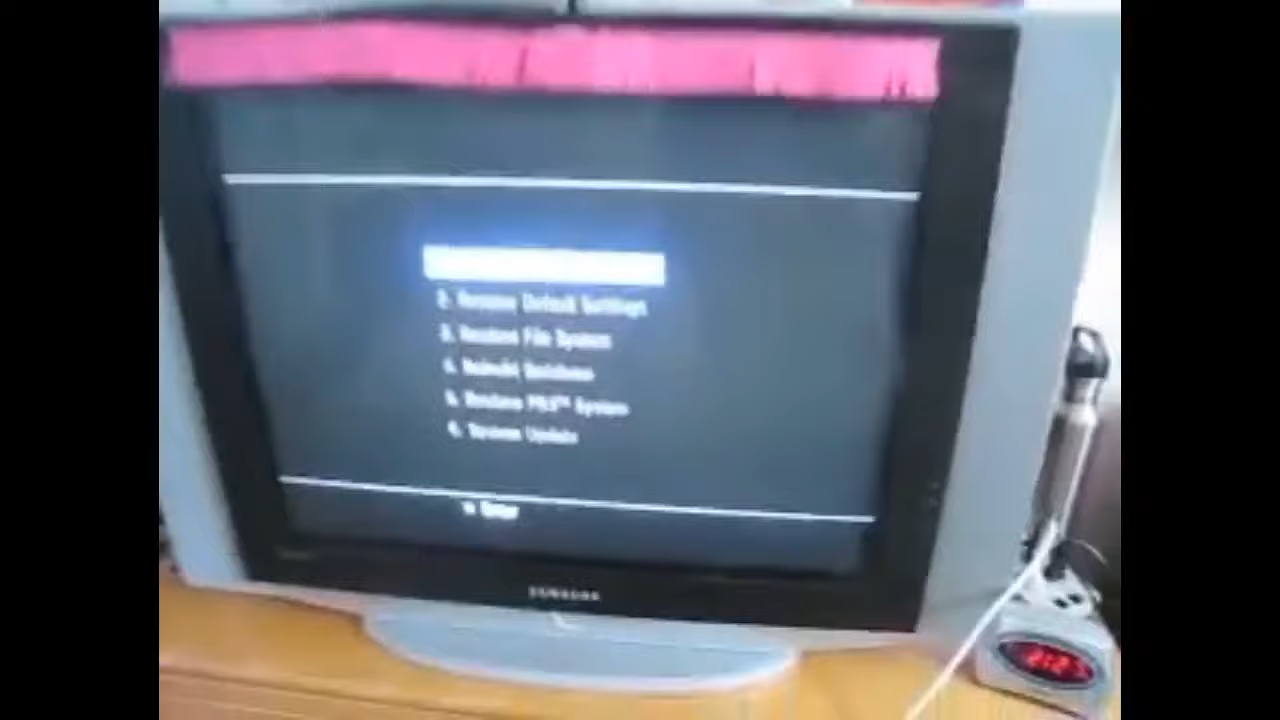 2. Restore Default Settings
3. Restore File System
4. Rebuild Database
5. Restore PS3™ System
6. System Update
Enter
SAMSUNG